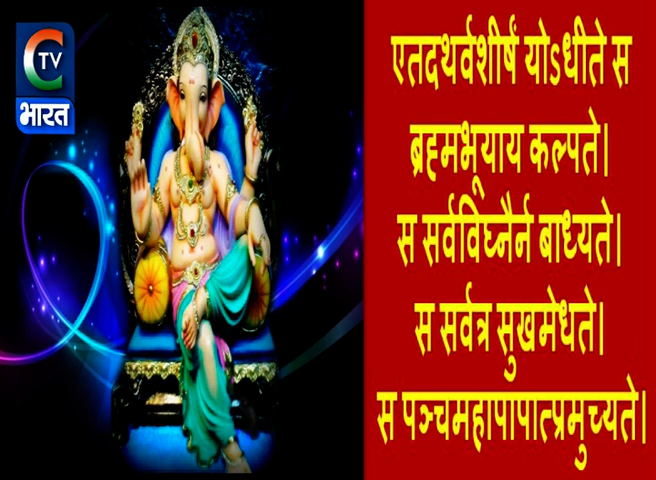 C
TV
भारत
एतदथर्वशीर्षं योऽधीते स
ब्रह्मभूयाय कल्पते।
स सर्वविघ्नैर्न बाध्यते।
स सर्वत्र सुखमेधते।
स पञ्चमहापापात्प्रमुच्यते।